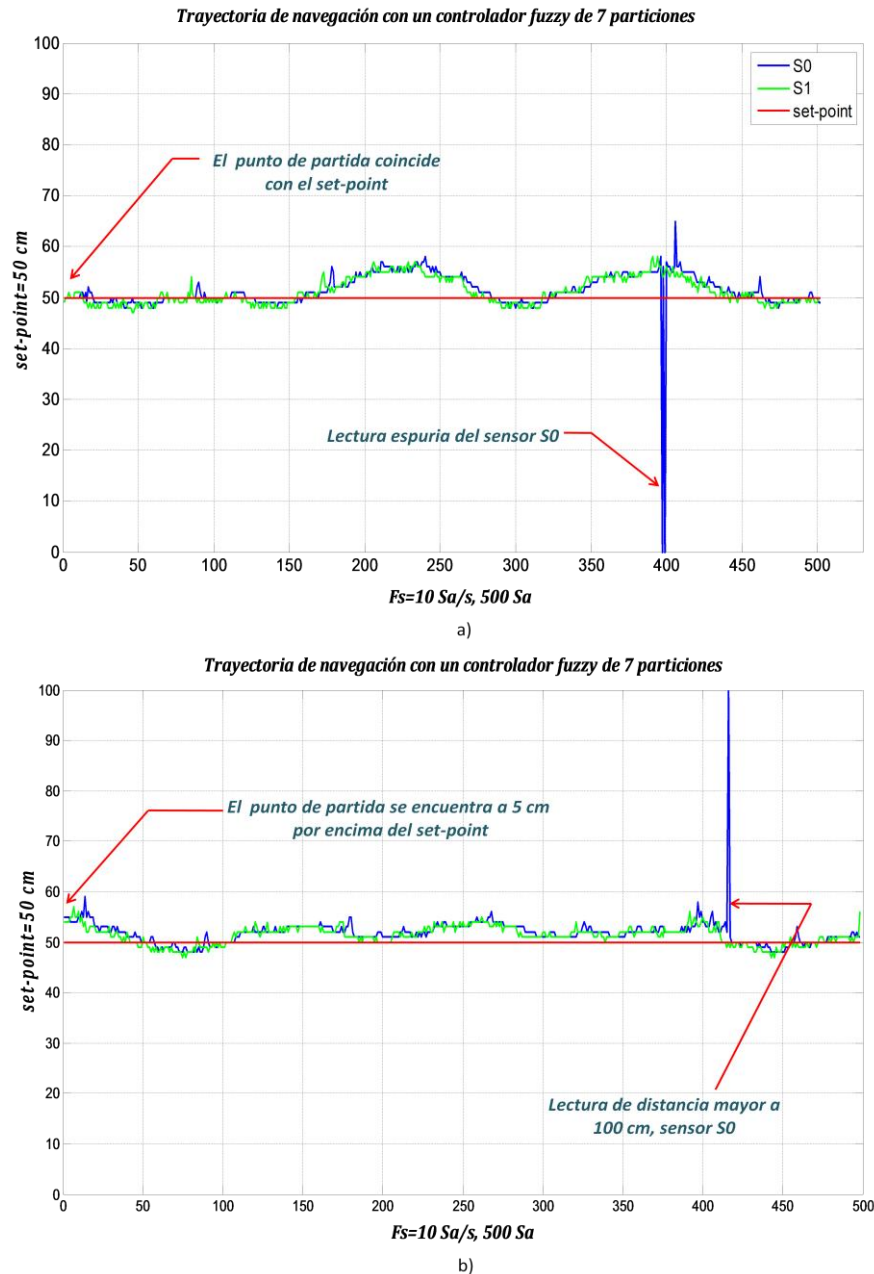 Trayectoria de navegación con un controlador fuzzy de 7 particiones
100
90
80
70
60
50
40
30
20
10
0
set-point=50 cm
S0
S1
set-point
El punto de partida coincide
con el set-point
Lectura espuria del sensor S0
0
50
100
150
200
250
300
350
400
450
500
Fs=10 Sa/s, 500 Sa
a)
Trayectoria de navegación con un controlador fuzzy de 7 particiones
100
90
80
70
60
50
40
30
20
10
0
set-point=50 cm
El punto de partida se encuentra a 5 cm
por encima del set-point
Lectura de distancia mayor a
100 cm, sensor S0
0
50
100
150
200
250
300
350
400
450
500
Fs=10 Sa/s, 500 Sa
b)